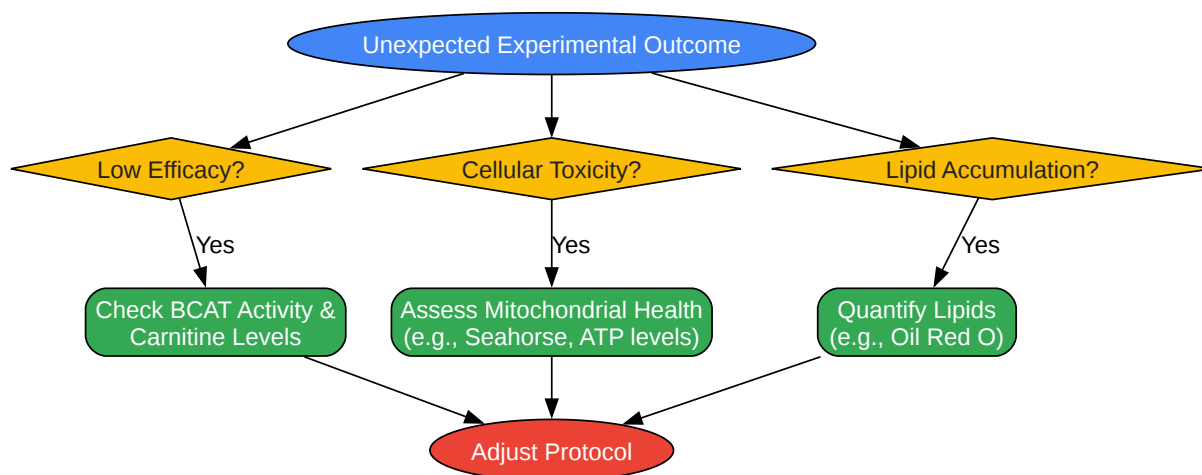 Unexpected Experimental Outcome
Low Efficacy?
Cellular Toxicity?
Lipid Accumulation?
Yes
Yes
Yes
Check BCAT Activity &
Carnitine Levels
Assess Mitochondrial Health
(e.g., Seahorse, ATP levels)
Quantify Lipids
(e.g., Oil Red O)
Adjust Protocol